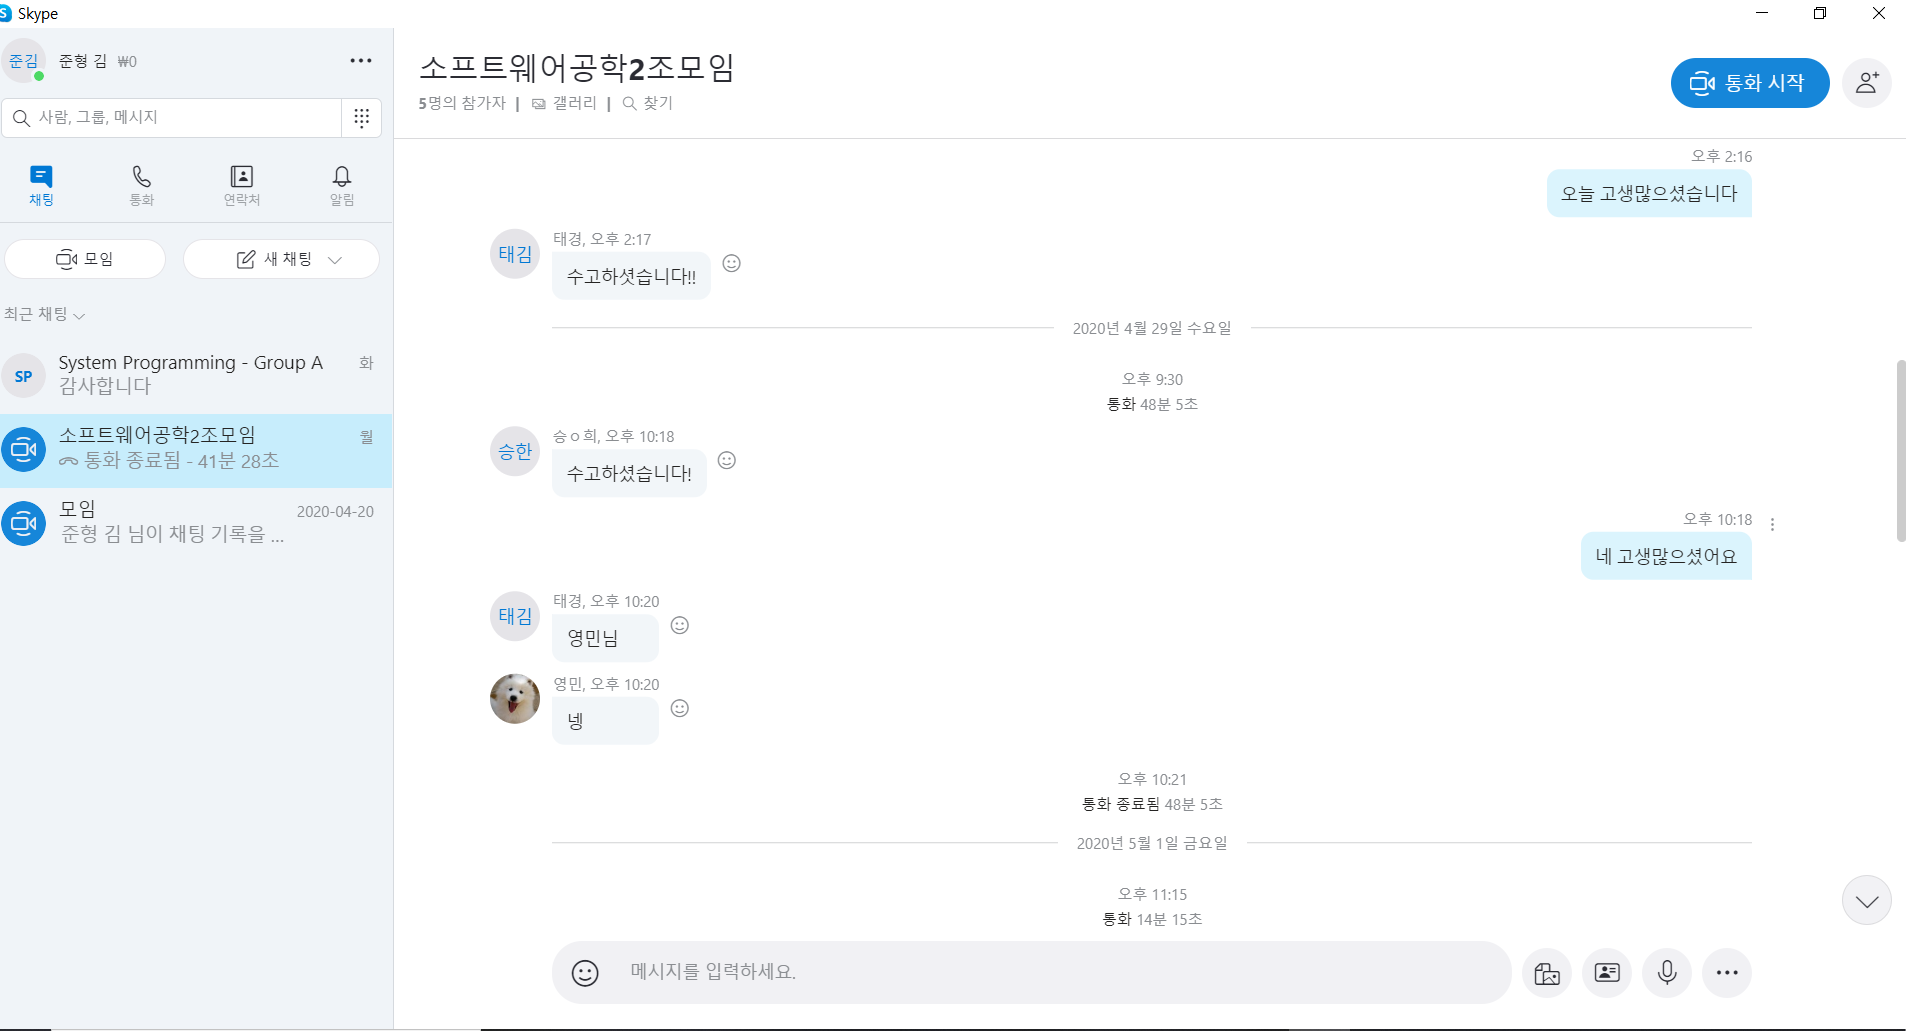 Skype
준김
준형 김 ₩0
사람, 그룹, 메시지
채팅
통화
연락처
알림
모임
새 채팅
최근 채팅
SP
System Programming - Group A
화
감사합니다
소프트웨어공학2조모임
월
통화 종료됨 - 41분 28초
모임
2020-04-20
준형 김 님이 채팅 기록을 ...
소프트웨어공학2조모임
5명의 참가자 | 갤러리 | 찾기
통화 시작
오후 2:16
오늘 고생많으셨습니다
태김
태경, 오후 2:17
수고하셧습니다!!
2020년 4월 29일 수요일
오후 9:30
통화 48분 5초
승한
승ㅇ희, 오후 10:18
수고하셨습니다!
오후 10:18
네 고생많으셨어요
태김
태경, 오후 10:20
영민님
영민, 오후 10:20
넹
오후 10:21
통화 종료됨 48분 5초
2020년 5월 1일 금요일
오후 11:15
통화 14분 15초
메시지를 입력하세요.